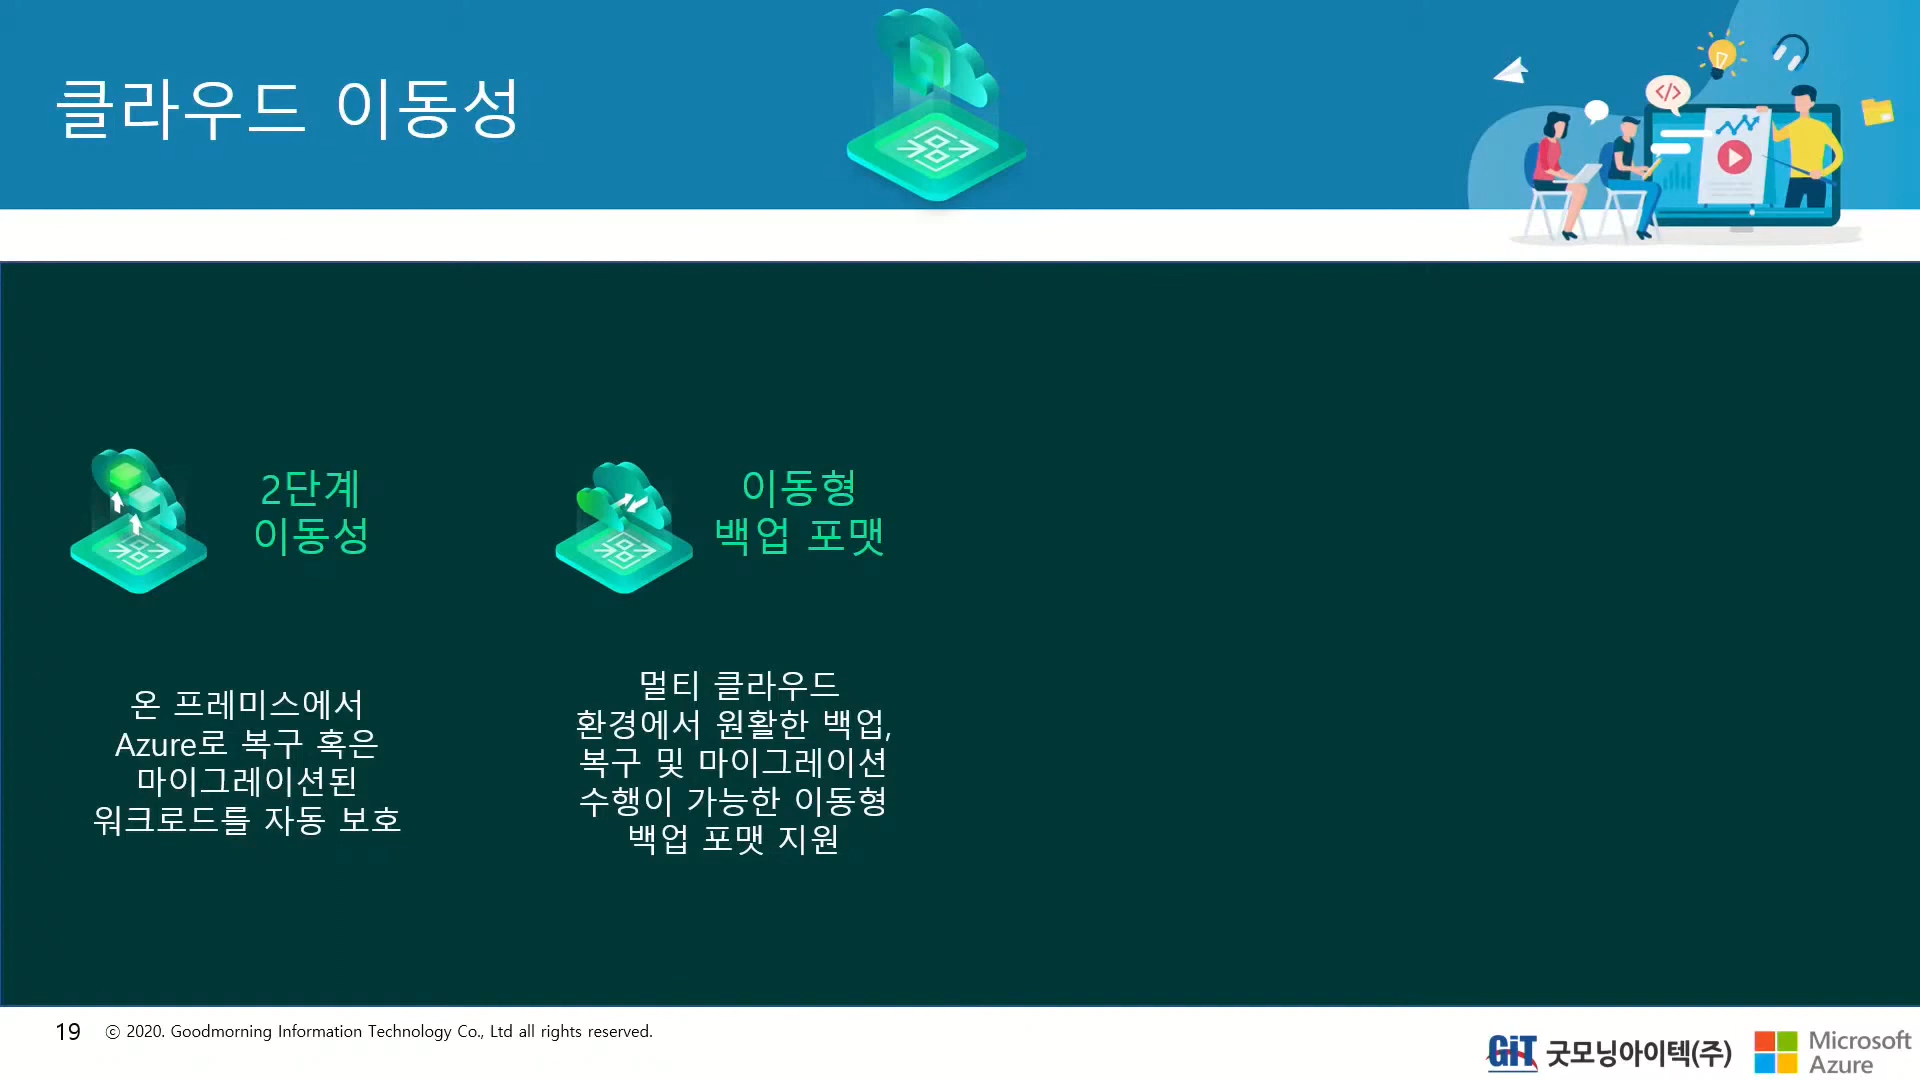 클라우드 이동성
2단계
이동성
온 프레미스에서
Azure로 복구 혹은
마이그레이션된
워크로드를 자동 보호
이동형
백업 포맷
멀티 클라우드
환경에서 원활한 백업,
복구 및 마이그레이션
수행이 가능한 이동형
백업 포맷 지원
19
ⓒ 2020. Goodmorning Information Technology Co., Ltd all rights reserved.
GiT 굿모닝아이텍(주)
Microsoft
Azure